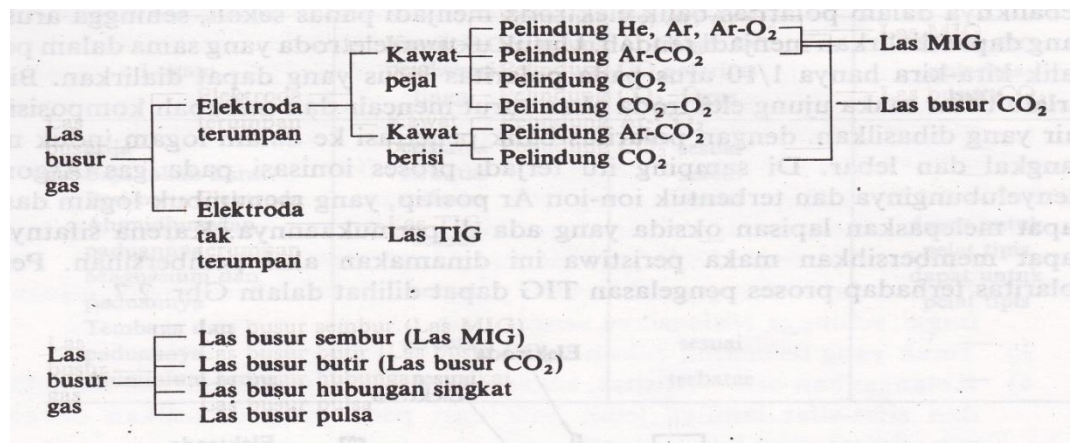 Pelindung He, Ar, Ar-O₂
Kawat Pelindung Ar-CO₂ Las MIG
pejar Pelindung CO₂
Elektroda Pelindung CO₂-O₂ Las busur CO₂
Las terumpan Kawat Pelindung Ar-CO₂
busur berisi Pelindung CO₂
gas
Elektroda
tak Las TIG
terumpan
Las busur sembur (Las MIG)
Las Las busur butir (Las busur CO₂)
busur Las busur hubungan singkat
gas Las busur pulsa